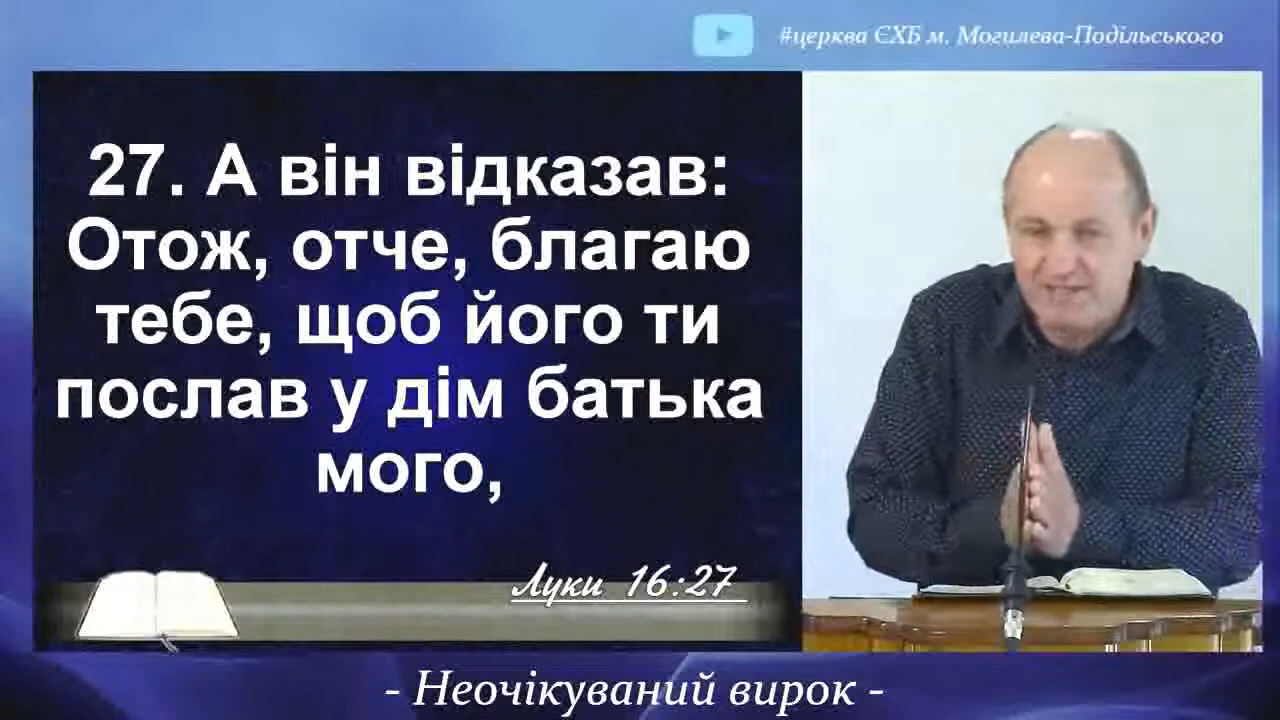 #церква ЄХБ м. Могилева-Подільського
27. А він відказав:
Отож, отче, благаю
тебе, щоб його ти
послав у дім батька
мого,
Луки 16:27
- Неочікуваний вирок -